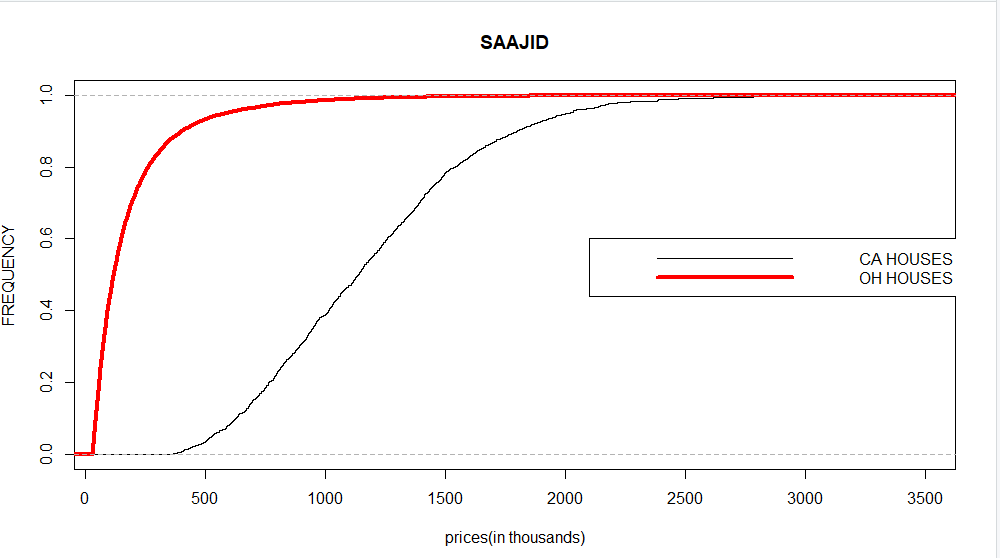 SAAJID
FREQUENCY
1.0
0.8
0.6
0.4
0.2
0.0
CA HOUSES
OH HOUSES
0 500 1000 1500 2000 2500 3000 3500
prices(in thousands)